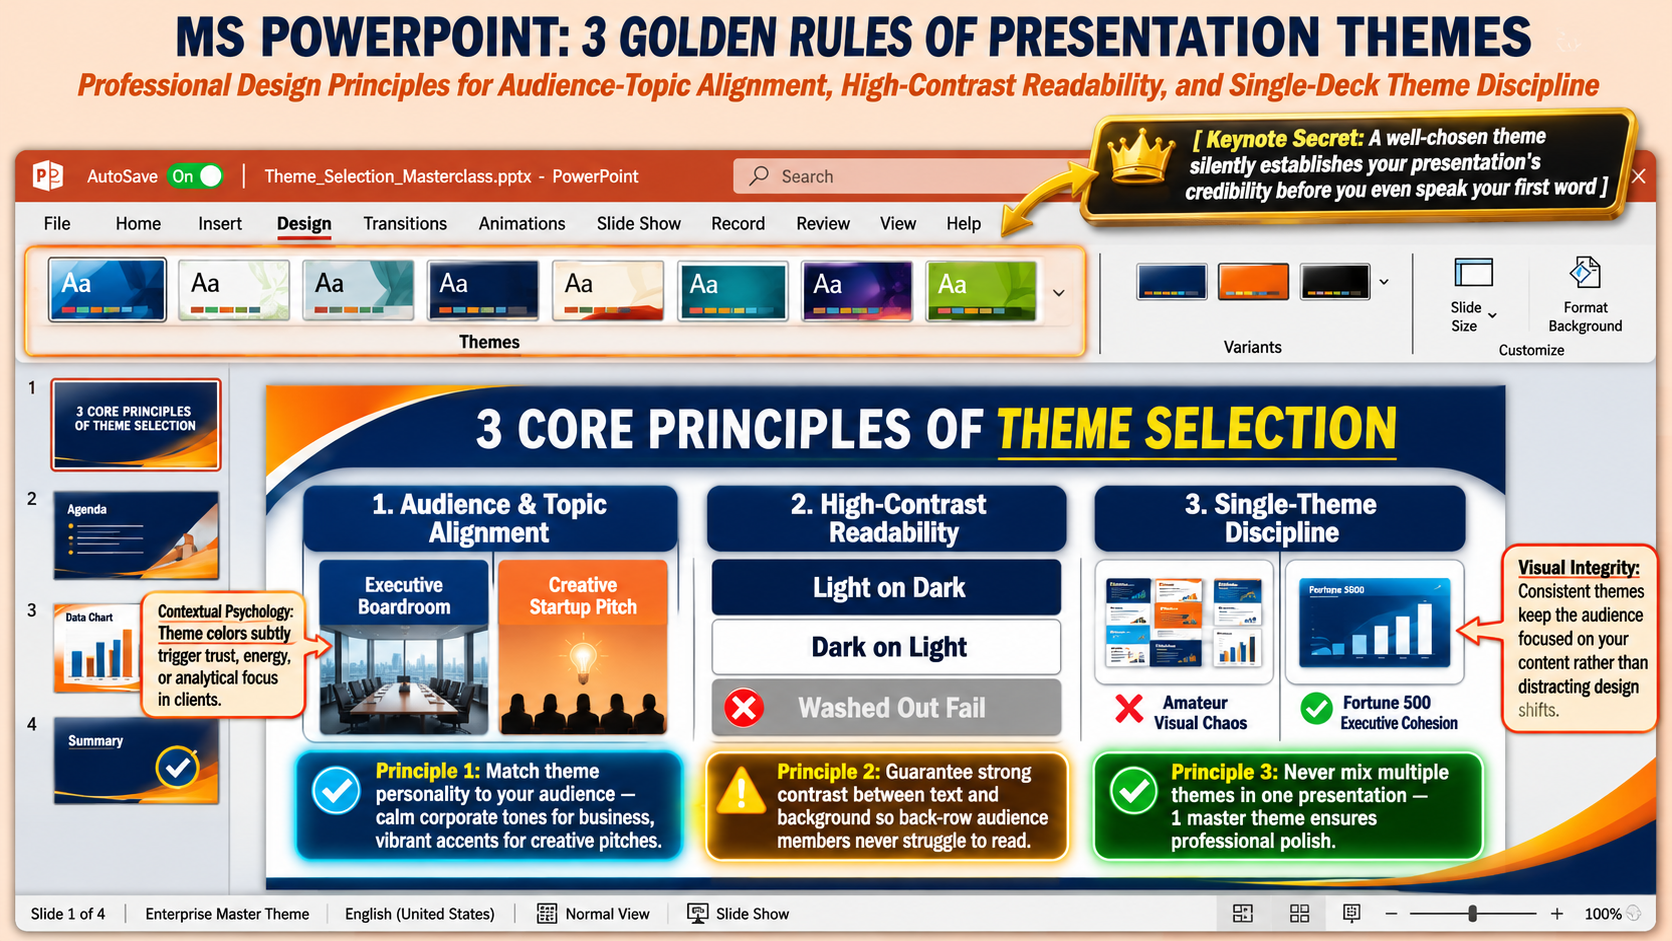 MS POWERPOINT: 3 GOLDEN RULES OF PRESENTATION THEMES
Professional Design Principles for Audience-Topic Alignment, High-Contrast Readability, and Single-Deck Theme Discipline
[ Keynote Secret: A well-chosen theme
silently establishes your presentation's
credibility before you even speak your first word ]
AutoSave On
Theme_Selection_Masterclass.pptx - PowerPoint
Search
File Home Insert Design Transitions Animations Slide Show Record Review View Help
Aa Aa Aa Aa Aa Aa Aa Aa
Themes
Variants
Slide
Size
Format
Background
Customize
1
3 CORE PRINCIPLES
OF THEME SELECTION
2
Agenda
3
Data Chart
4
Summary
Contextual Psychology:
Theme colors subtly
trigger trust, energy,
or analytical focus
in clients.
3 CORE PRINCIPLES OF THEME SELECTION
1. Audience & Topic
Alignment
Executive
Boardroom
Creative
Startup Pitch
Principle 1: Match theme
personality to your audience —
calm corporate tones for business,
vibrant accents for creative pitches.
2. High-Contrast
Readability
Light on Dark
Dark on Light
Washed Out Fail
Principle 2: Guarantee strong
contrast between text and
background so back-row audience
members never struggle to read.
3. Single-Theme
Discipline
Amateur
Visual Chaos
Fortune 500
Executive Cohesion
Principle 3: Never mix multiple
themes in one presentation —
1 master theme ensures
professional polish.
Visual Integrity:
Consistent themes
keep the audience
focused on your
content rather than
distracting design
shifts.
Slide 1 of 4
Enterprise Master Theme
English (United States)
Normal View
Slide Show
100%